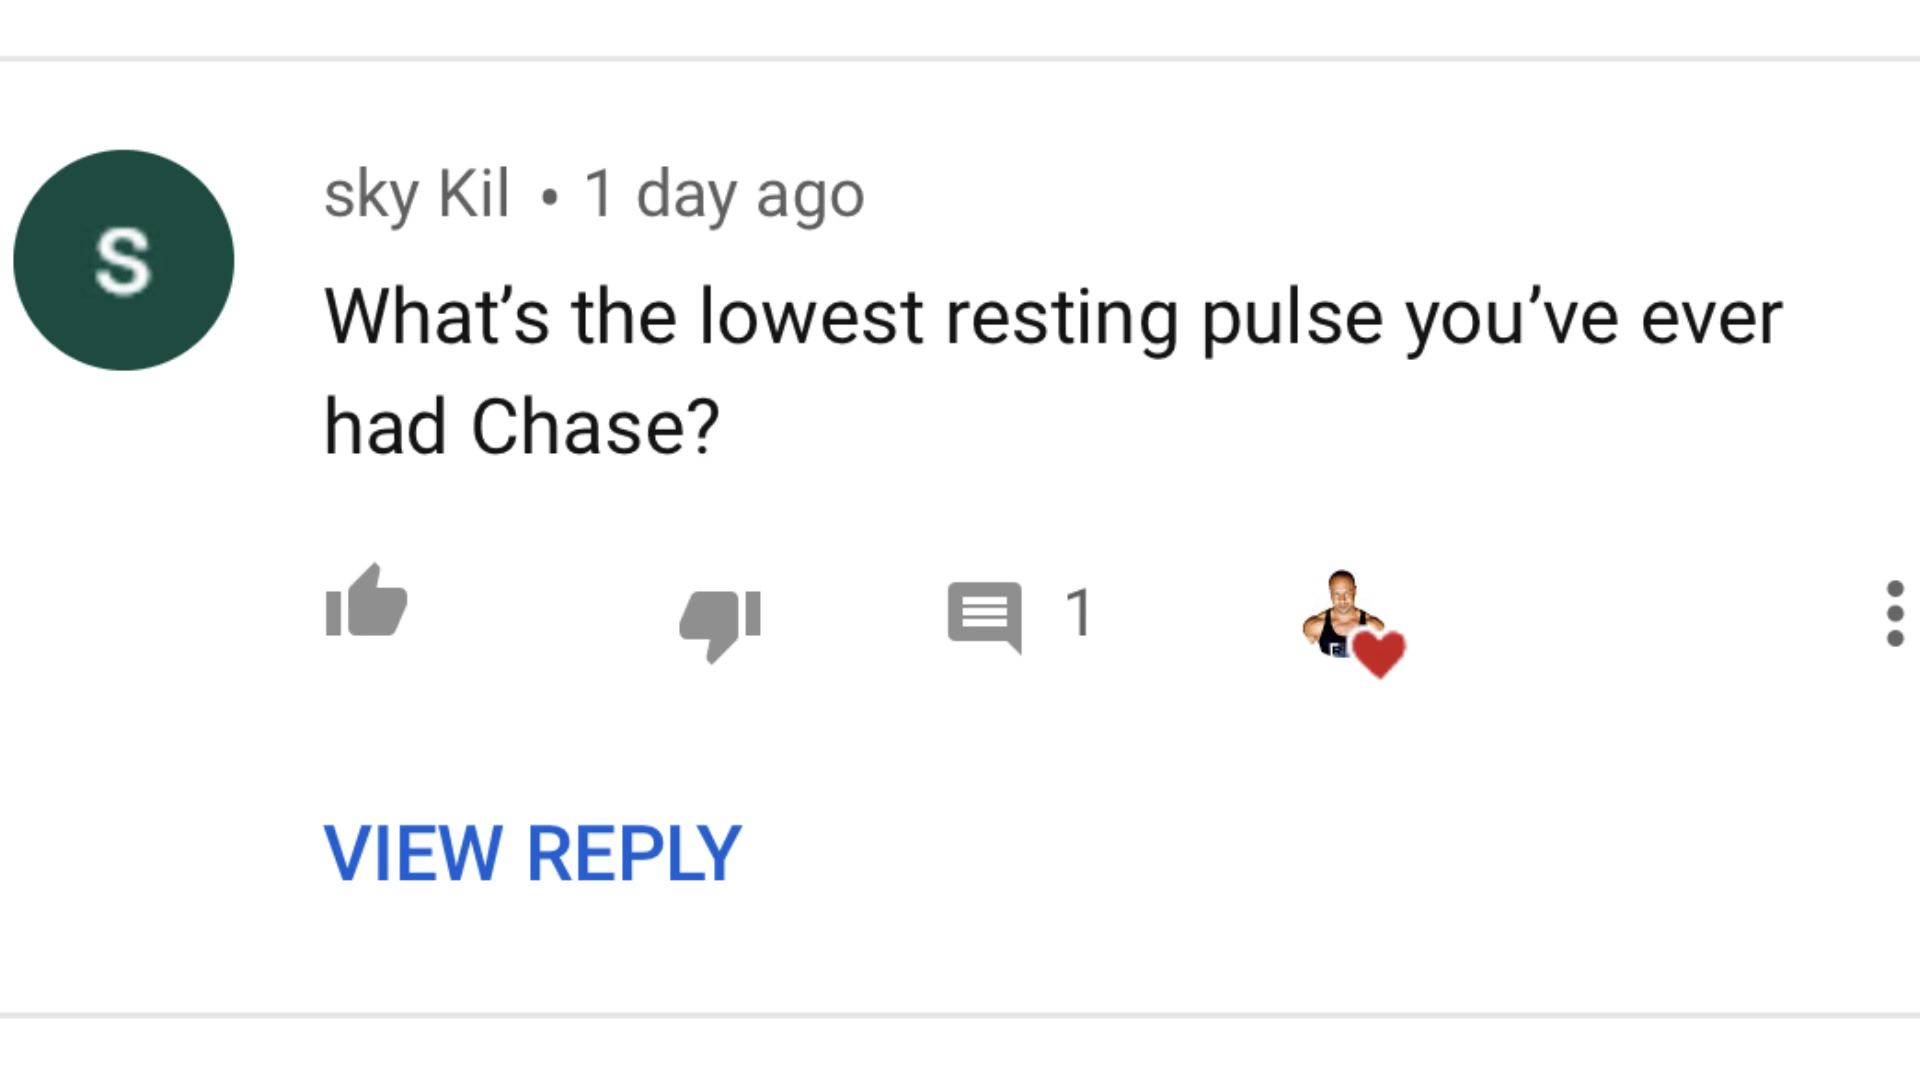 S
sky Kil • 1 day ago
What’s the lowest resting pulse you’ve ever
had Chase?
1
VIEW REPLY